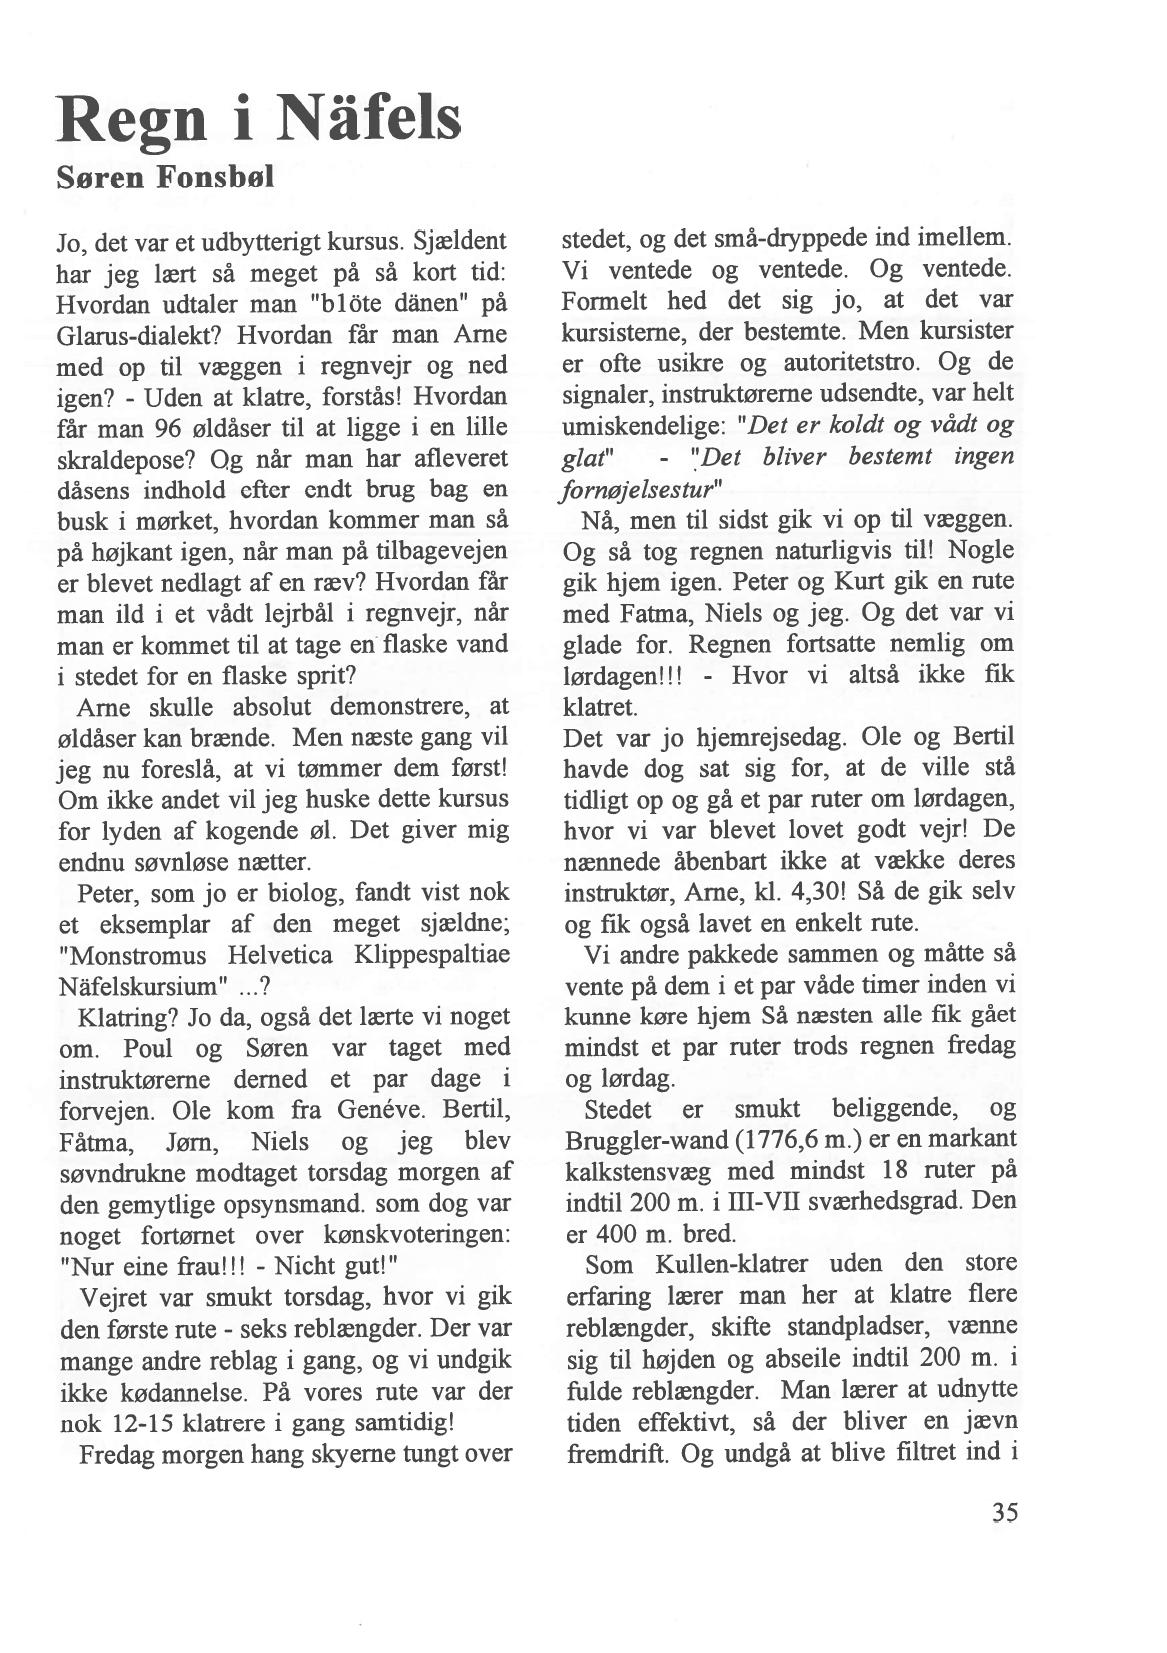 Regn i Näfels
Søren Fonsbøl
Jo, det var et udbytterigt kursus. Sjældent
har jeg lært så meget på så kort tid:
Hvordan udtaler man "blöte dänen" på
Glarus-dialekt? Hvordan får man Arne
med op til væggen i regnvejr og ned
igen? - Uden at klatre, forstås! Hvordan
får man 96 øldåser til at ligge i en lille
skraldepose? Og når man har afleveret
dåsens indhold efter endt brug bag en
busk i mørket, hvordan kommer man så
på højkant igen, når man på tilbagevejen
er blevet nedlagt af en ræv? Hvordan får
man ild i et vådt lejrbål i regnvejr, når
man er kommet til at tage en flaske vand
i stedet for en flaske sprit?
Arne skulle absolut demonstrere, at
øldåser kan brænde. Men næste gang vil
jeg nu foreslå, at vi tømmer dem først!
Om ikke andet vil jeg huske dette kursus
for lyden af kogende øl. Det giver mig
endnu søvnløse nætter.
Peter, som jo er biolog, fandt vist nok
et eksemplar af den meget sjældne;
"Monstromus Helvetica Klippespaltiae
Näfelskursium" ...?
Klatring? Jo da, også det lærte vi noget
om. Poul og Søren var taget med
instruktørerne derned et par dage i
forvejen. Ole kom fra Genéve. Bertil,
Fåtma, Jørn, Niels og jeg blev
søvndrukne modtaget torsdag morgen af
den gemytlige opsynsmand. som dog var
noget fortørnet over kønskvoteringen:
"Nur eine frau!!! - Nicht gut!"
Vejret var smukt torsdag, hvor vi gik
den første rute - seks reblængder. Der var
mange andre reblag i gang, og vi undgik
ikke kødannelse. På vores rute var der
nok 12-15 klatrere i gang samtidig!
Fredag morgen hang skyerne tungt over
stedet, og det små-dryppede ind imellem.
Vi ventede og ventede. Og ventede.
Formelt hed det sig jo, at det var
kursisterne, der bestemte. Men kursister
er ofte usikre og autoritetstro. Og de
signaler, instruktørerne udsendte, var helt
umiskendelige: "Det er koldt og vådt og
glat" - "Det bliver bestemt ingen
fornøjelsestur"
Nå, men til sidst gik vi op til væggen.
Og så tog regnen naturligvis til! Nogle
gik hjem igen. Peter og Kurt gik en rute
med Fatma, Niels og jeg. Og det var vi
glade for. Regnen fortsatte nemlig om
lørdagen!!! - Hvor vi altså ikke fik
klatret.
Det var jo hjemrejsedag. Ole og Bertil
havde dog sat sig for, at de ville stå
tidligt op og gå et par ruter om lørdagen,
hvor vi var blevet lovet godt vejr! De
nænnede åbenbart ikke at vække deres
instruktør, Arne, kl. 4,30! Så de gik selv
og fik også lavet en enkelt rute.
Vi andre pakkede sammen og måtte så
vente på dem i et par våde timer inden vi
kunne køre hjem Så næsten alle fik gået
mindst et par ruter trods regnen fredag
og lørdag.
Stedet er smukt beliggende, og
Bruggler-wand (1776,6 m.) er en markant
kalkstensvæg med mindst 18 ruter på
indtil 200 m. i III-VII sværhedsgrad. Den
er 400 m. bred.
Som Kullen-klatrer uden den store
erfaring lærer man her at klatre flere
reblængder, skifte standpladser, vænne
sig til højden og abseile indtil 200 m. i
fulde reblængder. Man lærer at udnytte
tiden effektivt, så der bliver en jævn
fremdrift. Og undgå at blive filtret ind i
35